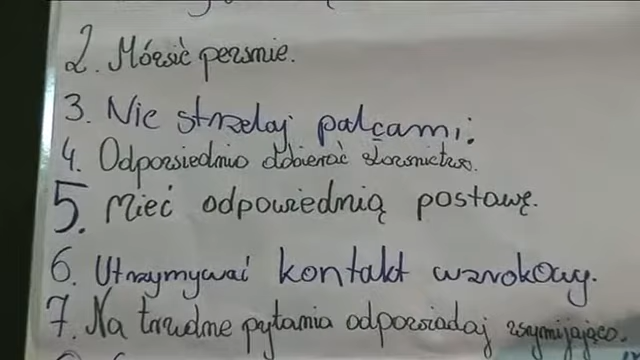 2. Mówić pewnie.
3. Nie strzelaj palcami.
4. Odpowiednio dobierać słownictwo.
5. Mieć odpowiednią postawę.
6. Utrzymywać kontakt wzrokowy.
7. Na trudne pytania odpowiadaj wymijająco.